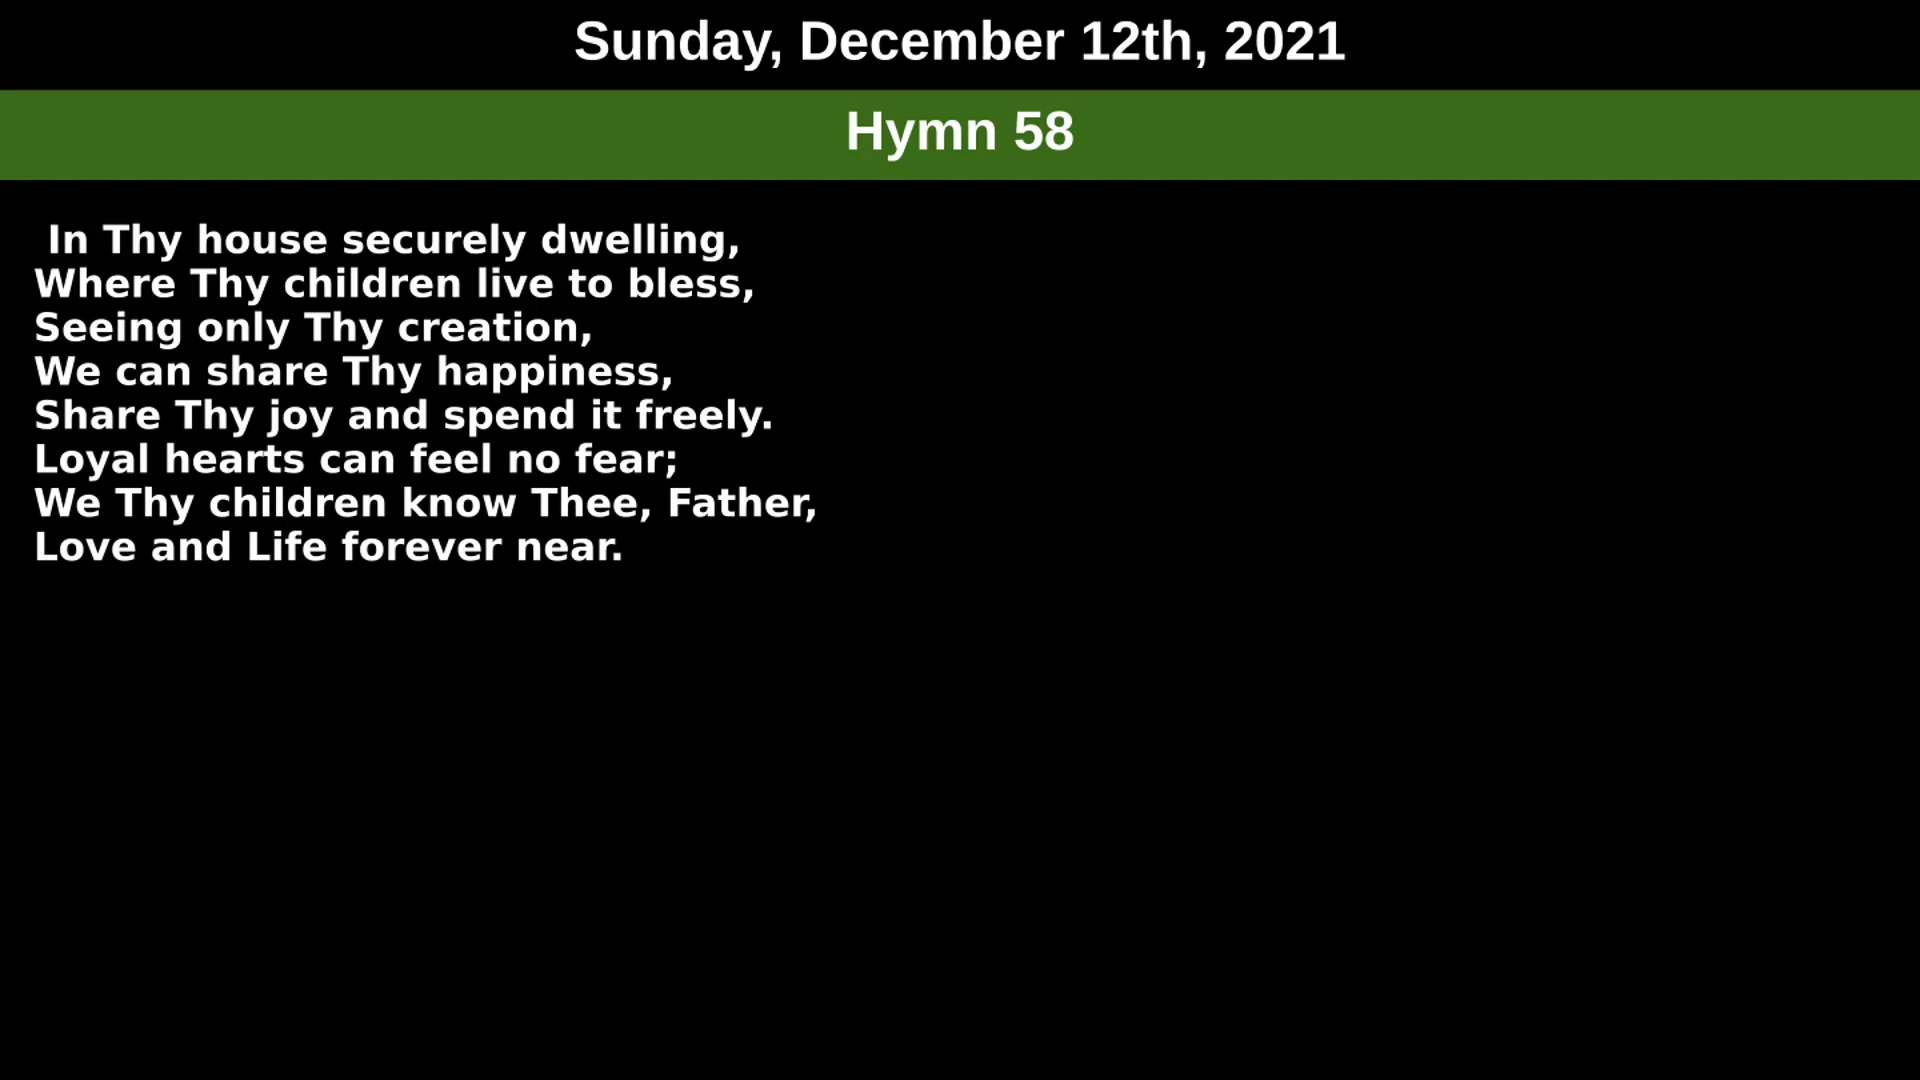 Sunday, December 12th, 2021
Hymn 58
In Thy house securely dwelling,
Where Thy children live to bless,
Seeing only Thy creation,
We can share Thy happiness,
Share Thy joy and spend it freely.
Loyal hearts can feel no fear;
We Thy children know Thee, Father,
Love and Life forever near.